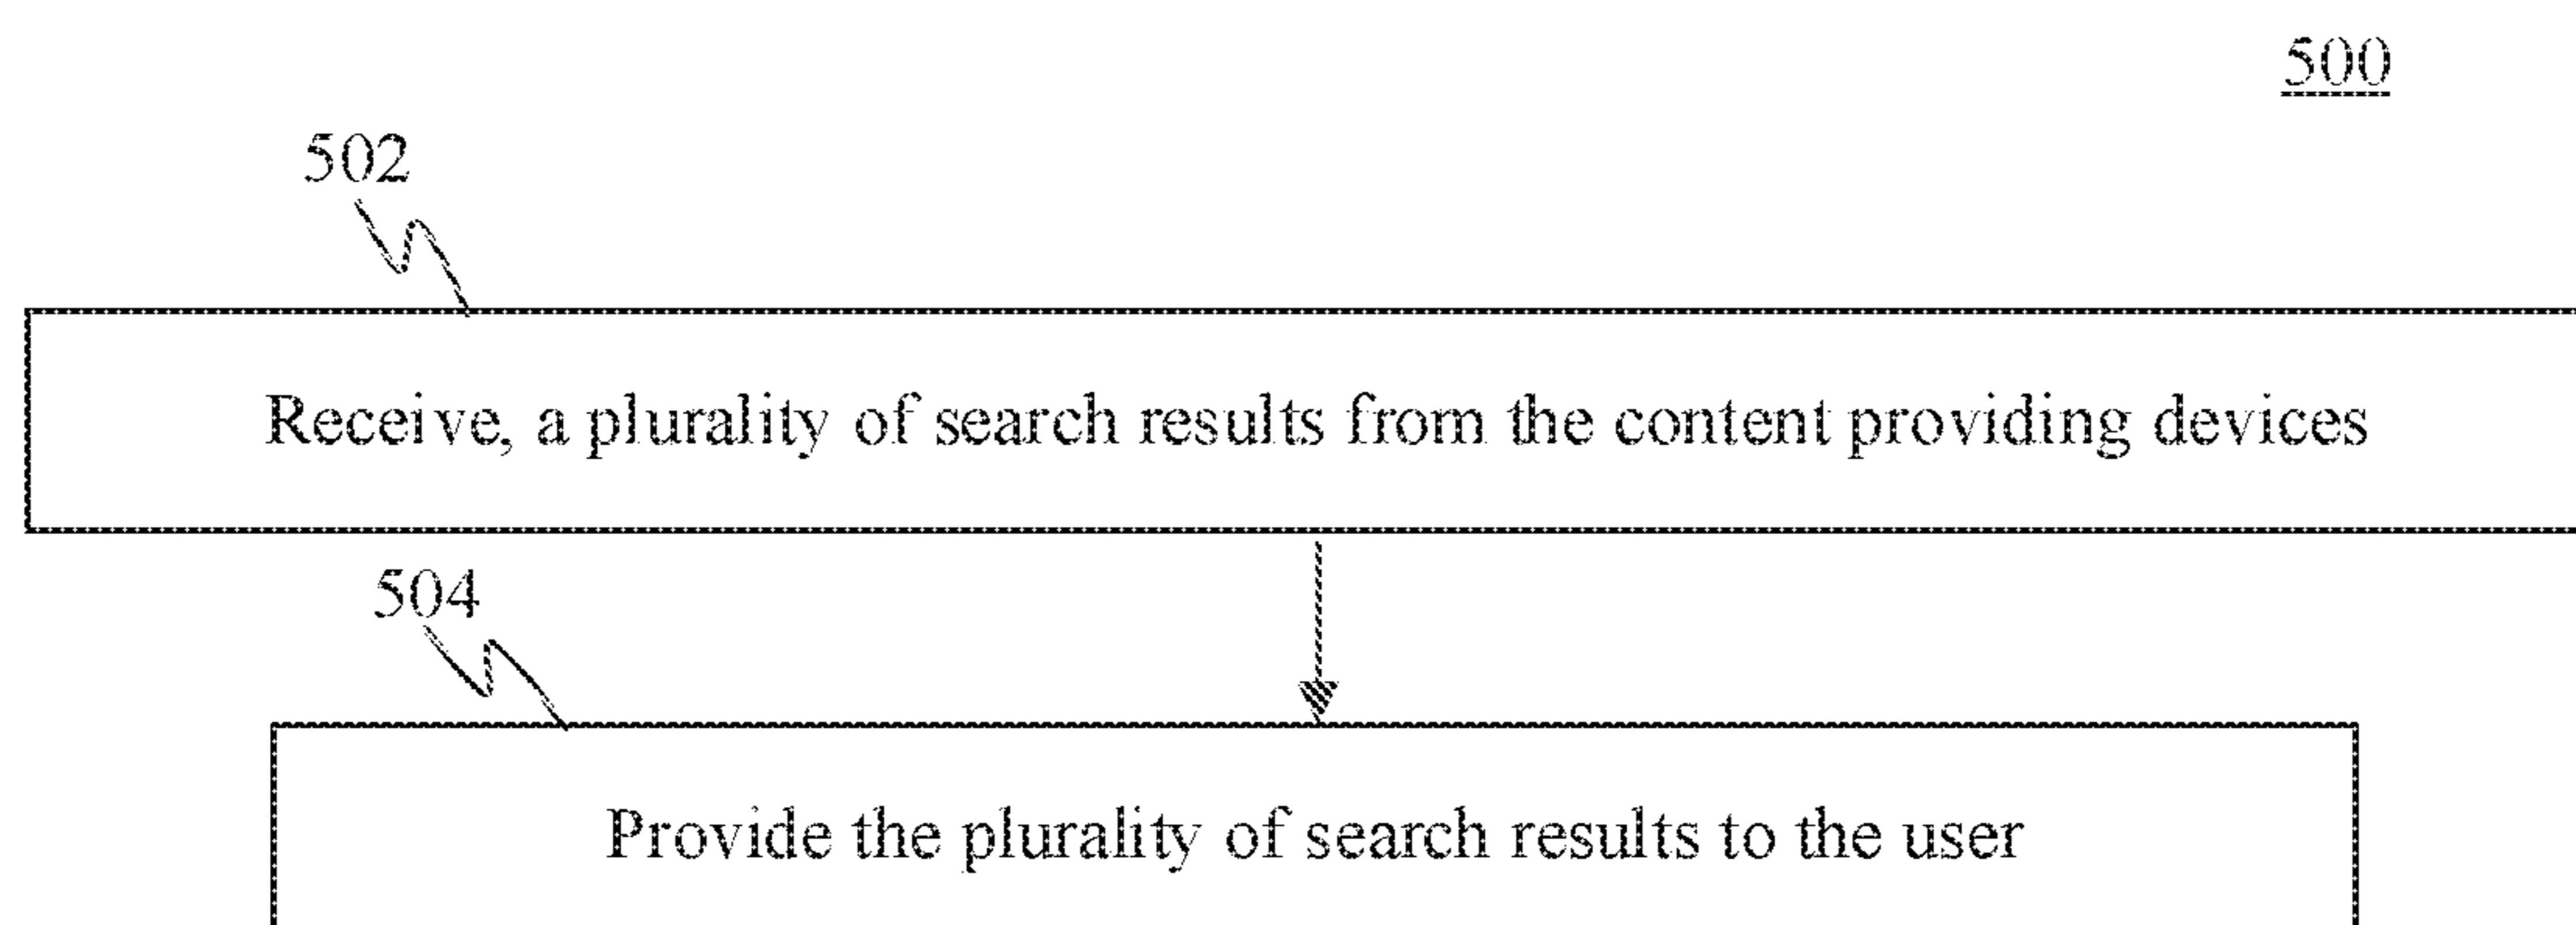 500
502
Receive, a plurality of search results from the content providing devices
504
Provide the plurality of search results to the user